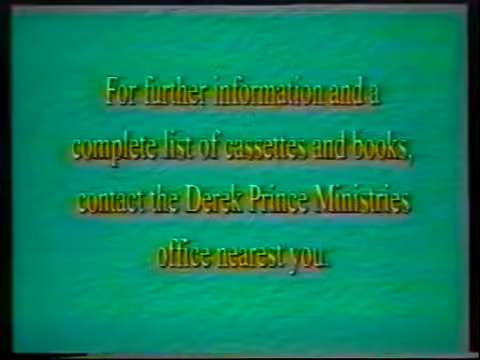 For further information and a
complete list of cassettes and books,
contact the Derek Prince Ministries
office nearest you.